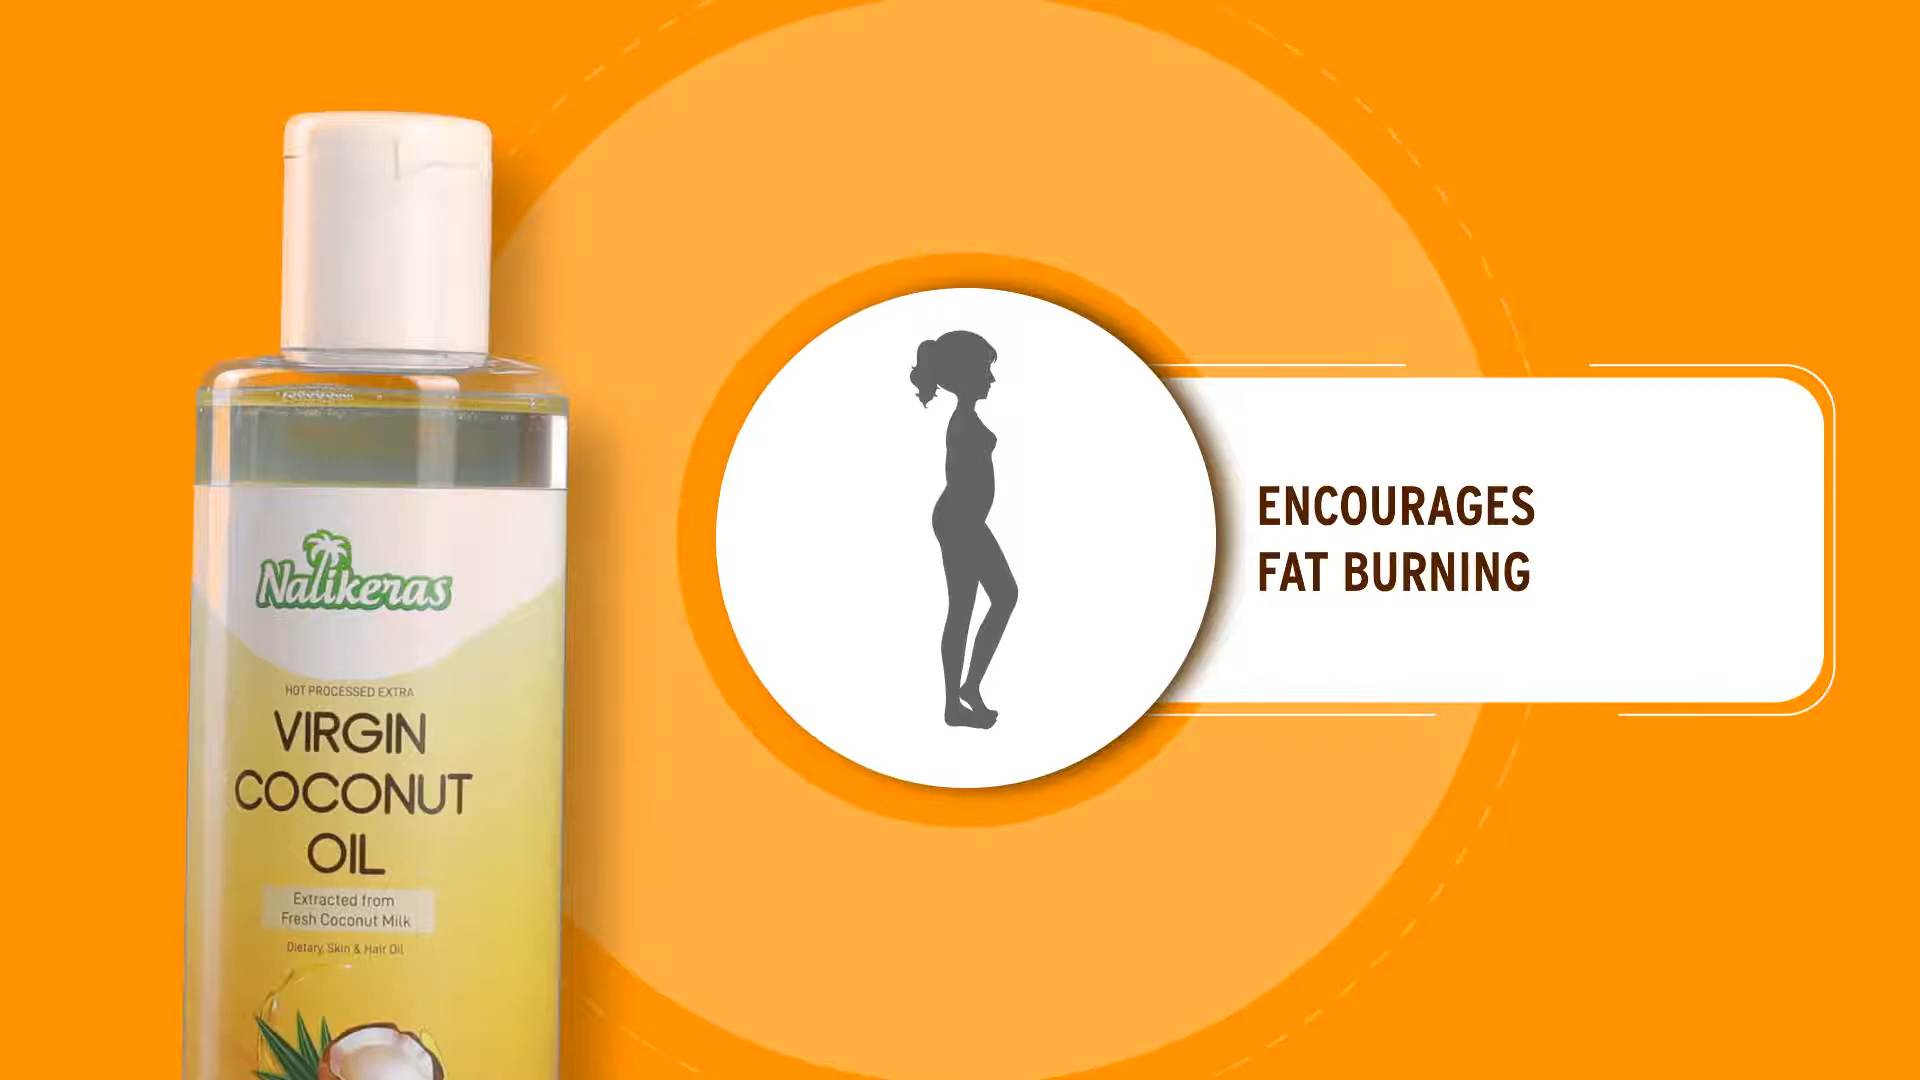 Nalikeras
HOT PROCESSED EXTRA
VIRGIN
COCONUT
OIL
Extracted from
Fresh Coconut Milk
Dietary, Skin & Hair Oil
ENCOURAGES
FAT BURNING